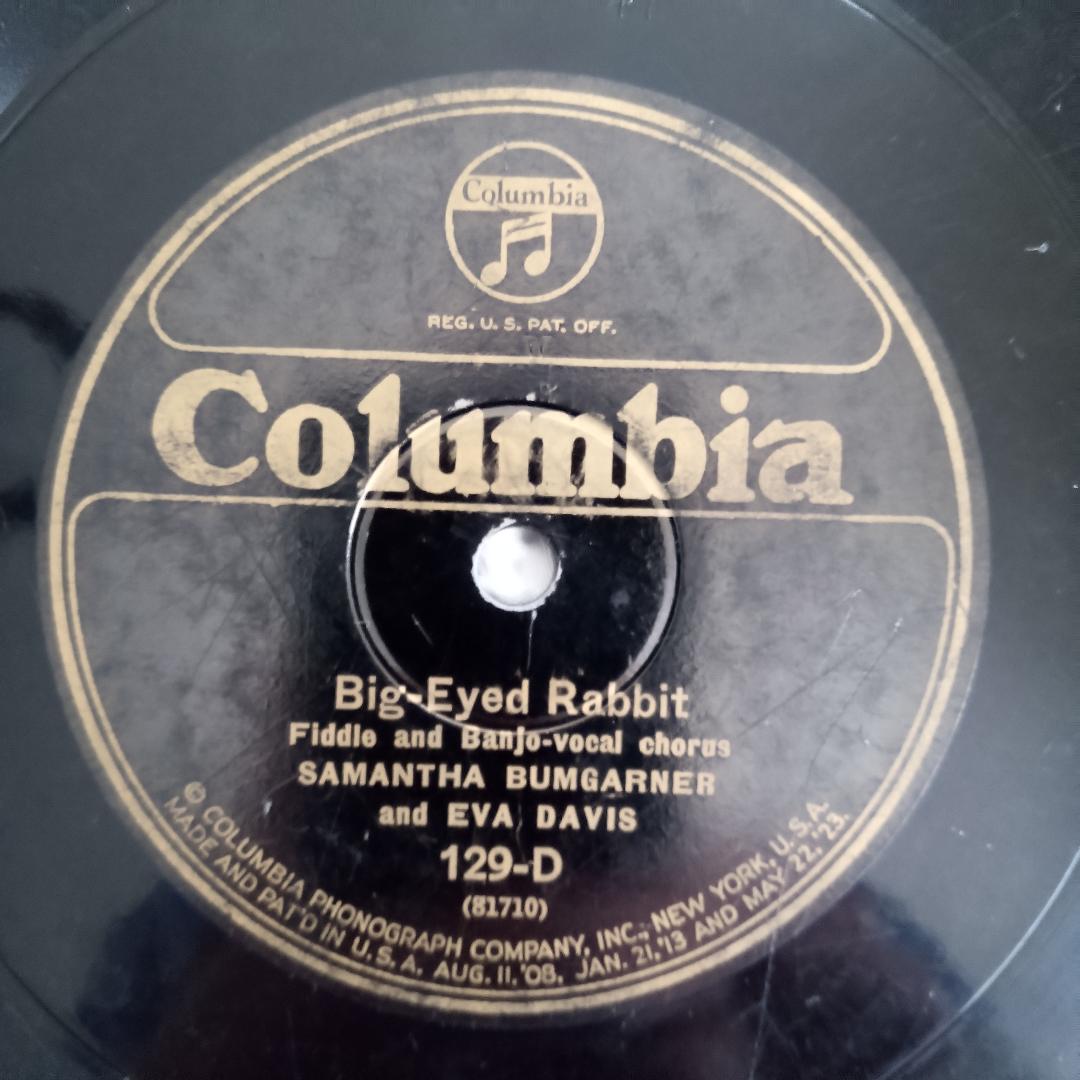 Columbia
REG. U. S. PAT. OFF.
Columbia
Big-Eyed Rabbit
Fiddle and Banjo-vocal chorus
SAMANTHA BUMGARNER
and EVA DAVIS
129-D
(81710)
© COLUMBIA PHONOGRAPH COMPANY, INC., NEW YORK, U. S. A.
MADE AND PAT'D IN U. S. A. AUG. 11, '08. JAN. 21, '13 AND MAY 22, '23.